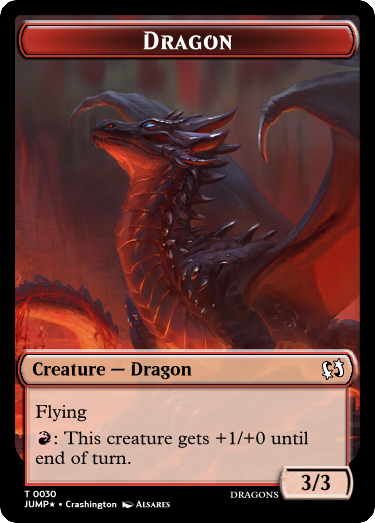 DRAGON
Creature — Dragon
Flying
: This creature gets +1/+0 until
end of turn.
3/3
T 0030
DRAGONS
JUMP★ • Crashington ALSARES